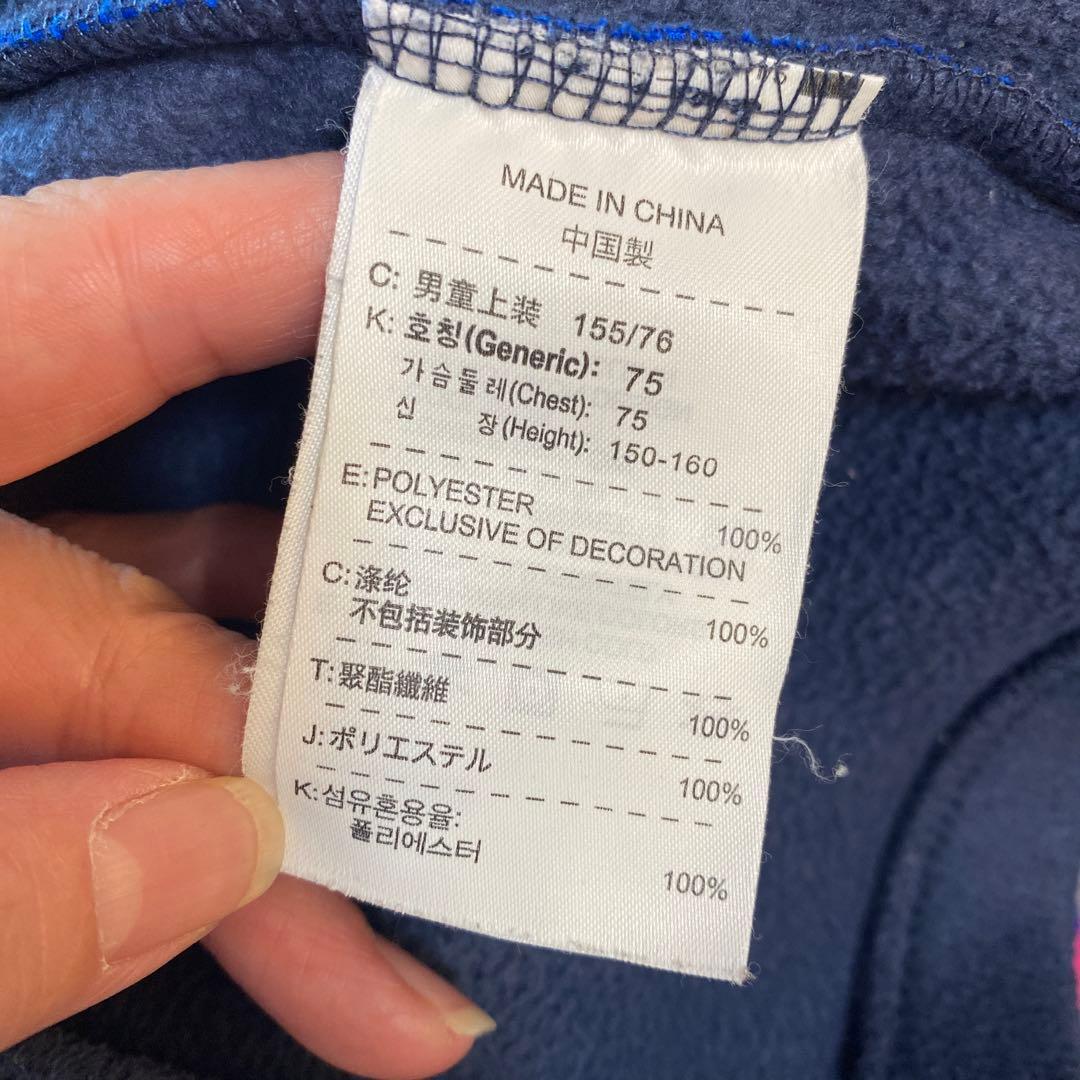 MADE IN CHINA
中国製
C: 男童上装 155/76
K: 호칭(Generic): 75
가슴둘레(Chest): 75
신 장(Height): 150-160
E: POLYESTER 100%
EXCLUSIVE OF DECORATION
C: 涤纶 100%
不包括装饰部分
T: 聚酯纖維 100%
J: ポリエステル 100%
K: 섬유혼용율:
폴리에스터 100%